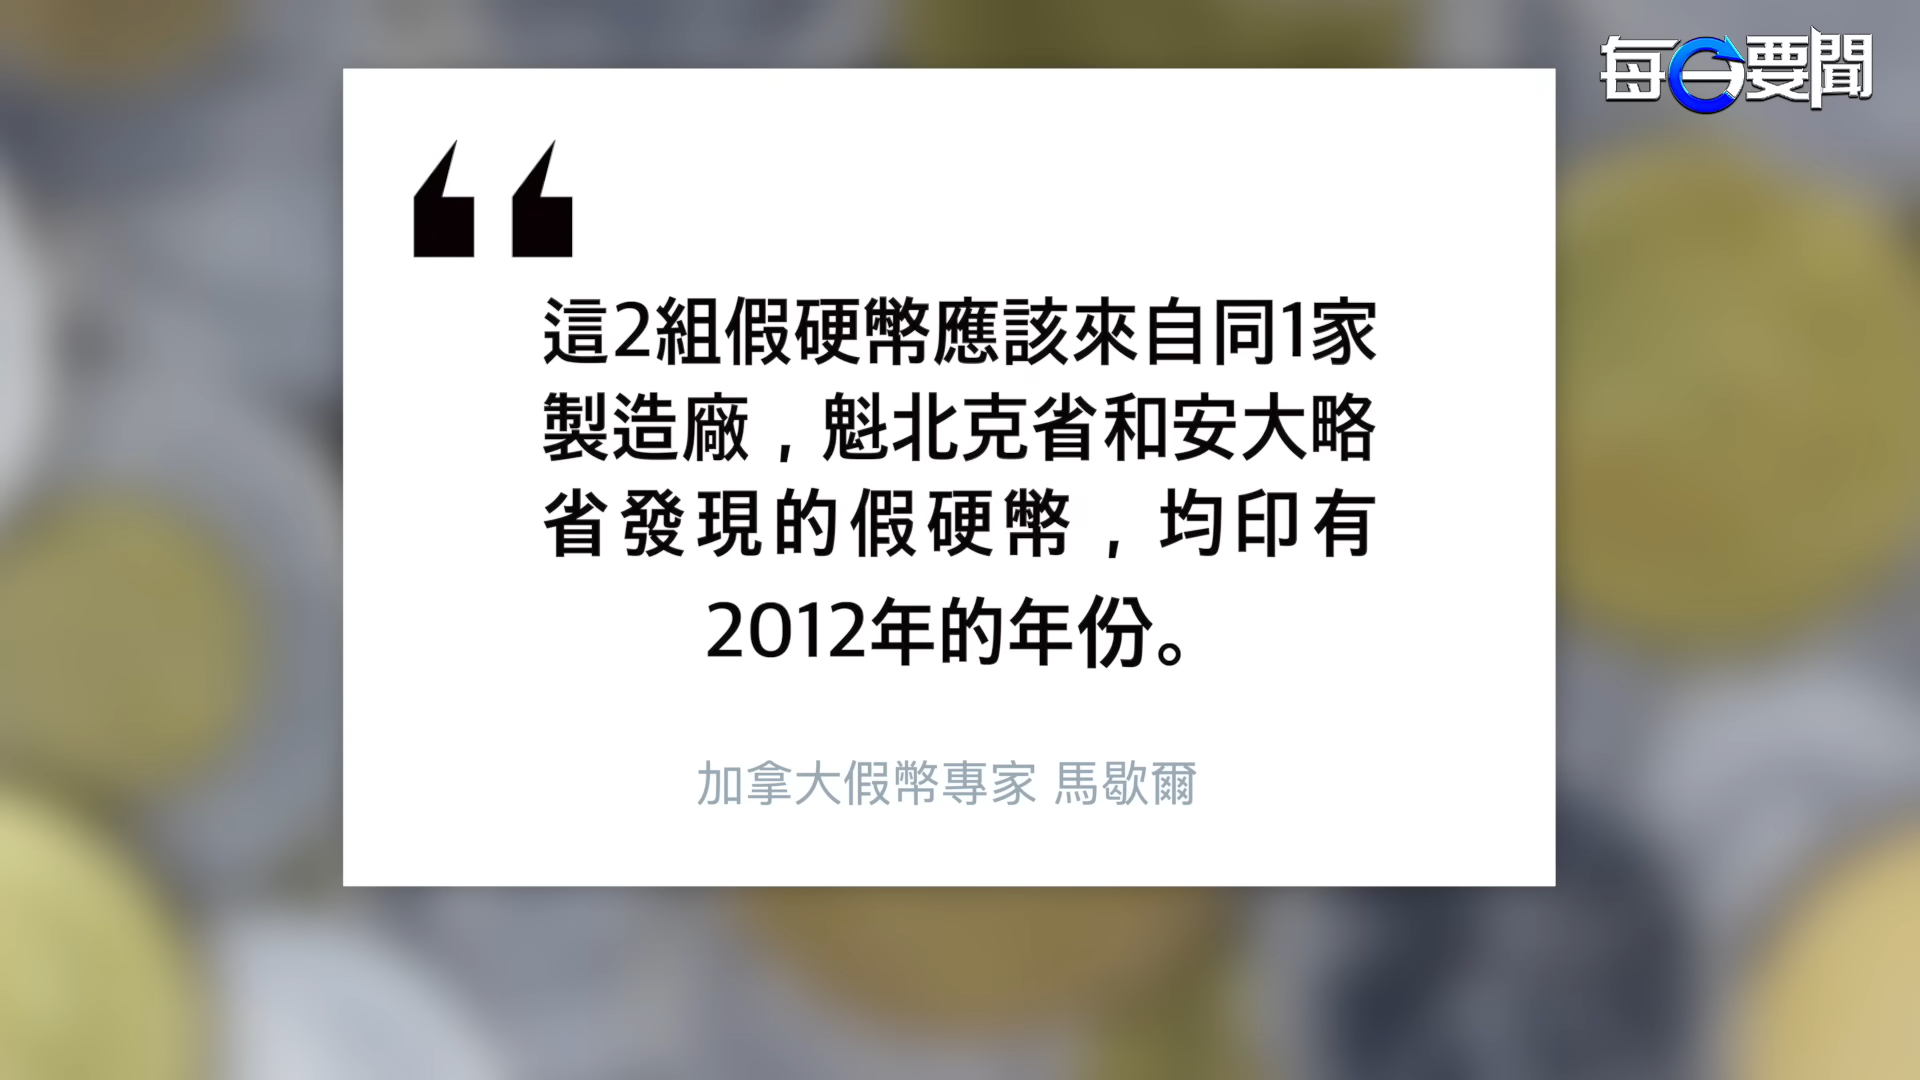 每日要聞
這2組假硬幣應該來自同1家
製造廠，魁北克省和安大略
省發現的假硬幣，均印有
2012年的年份。
加拿大假幣專家 馬歇爾